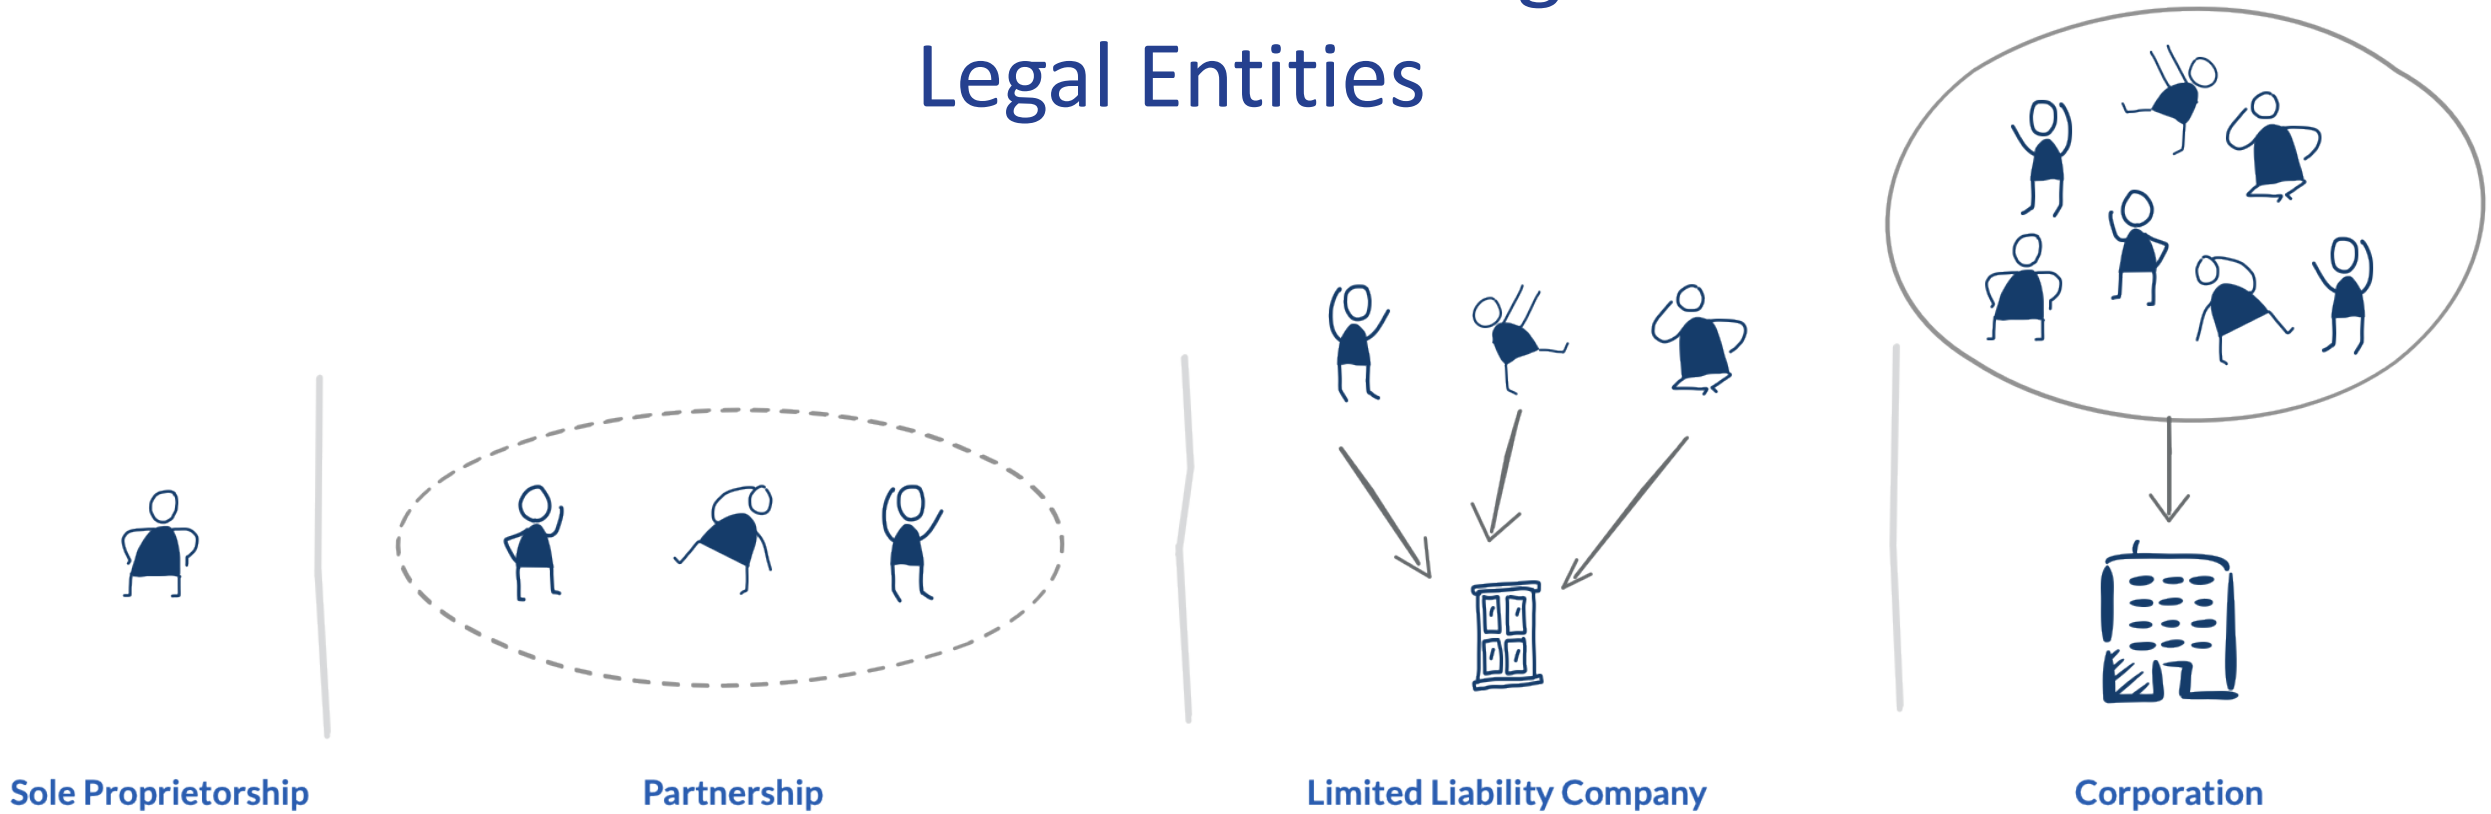 Legal Entities
Sole Proprietorship
Partnership
Limited Liability Company
Corporation